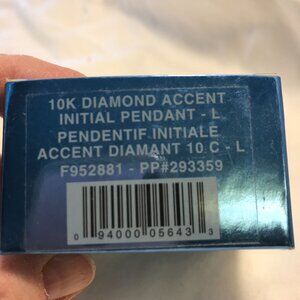 10K DIAMOND ACCENT
INITIAL PENDANT - L
PENDENTIF INITIALE
ACCENT DIAMANT 10 C - L
F952881 - PP#293359
0 94000 05643 3